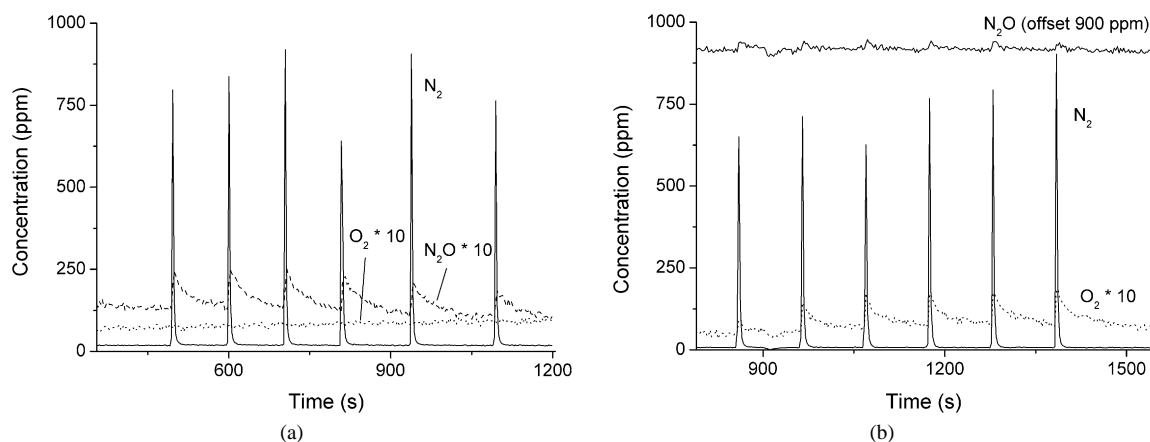 1000
750
500
250
0
Concentration (ppm)
N₂
O₂ * 10
N₂O * 10
600
900
1200
Time (s)
(a)
1000
750
500
250
0
Concentration (ppm)
N₂O (offset 900 ppm)
N₂
O₂ * 10
900
1200
1500
Time (s)
(b)